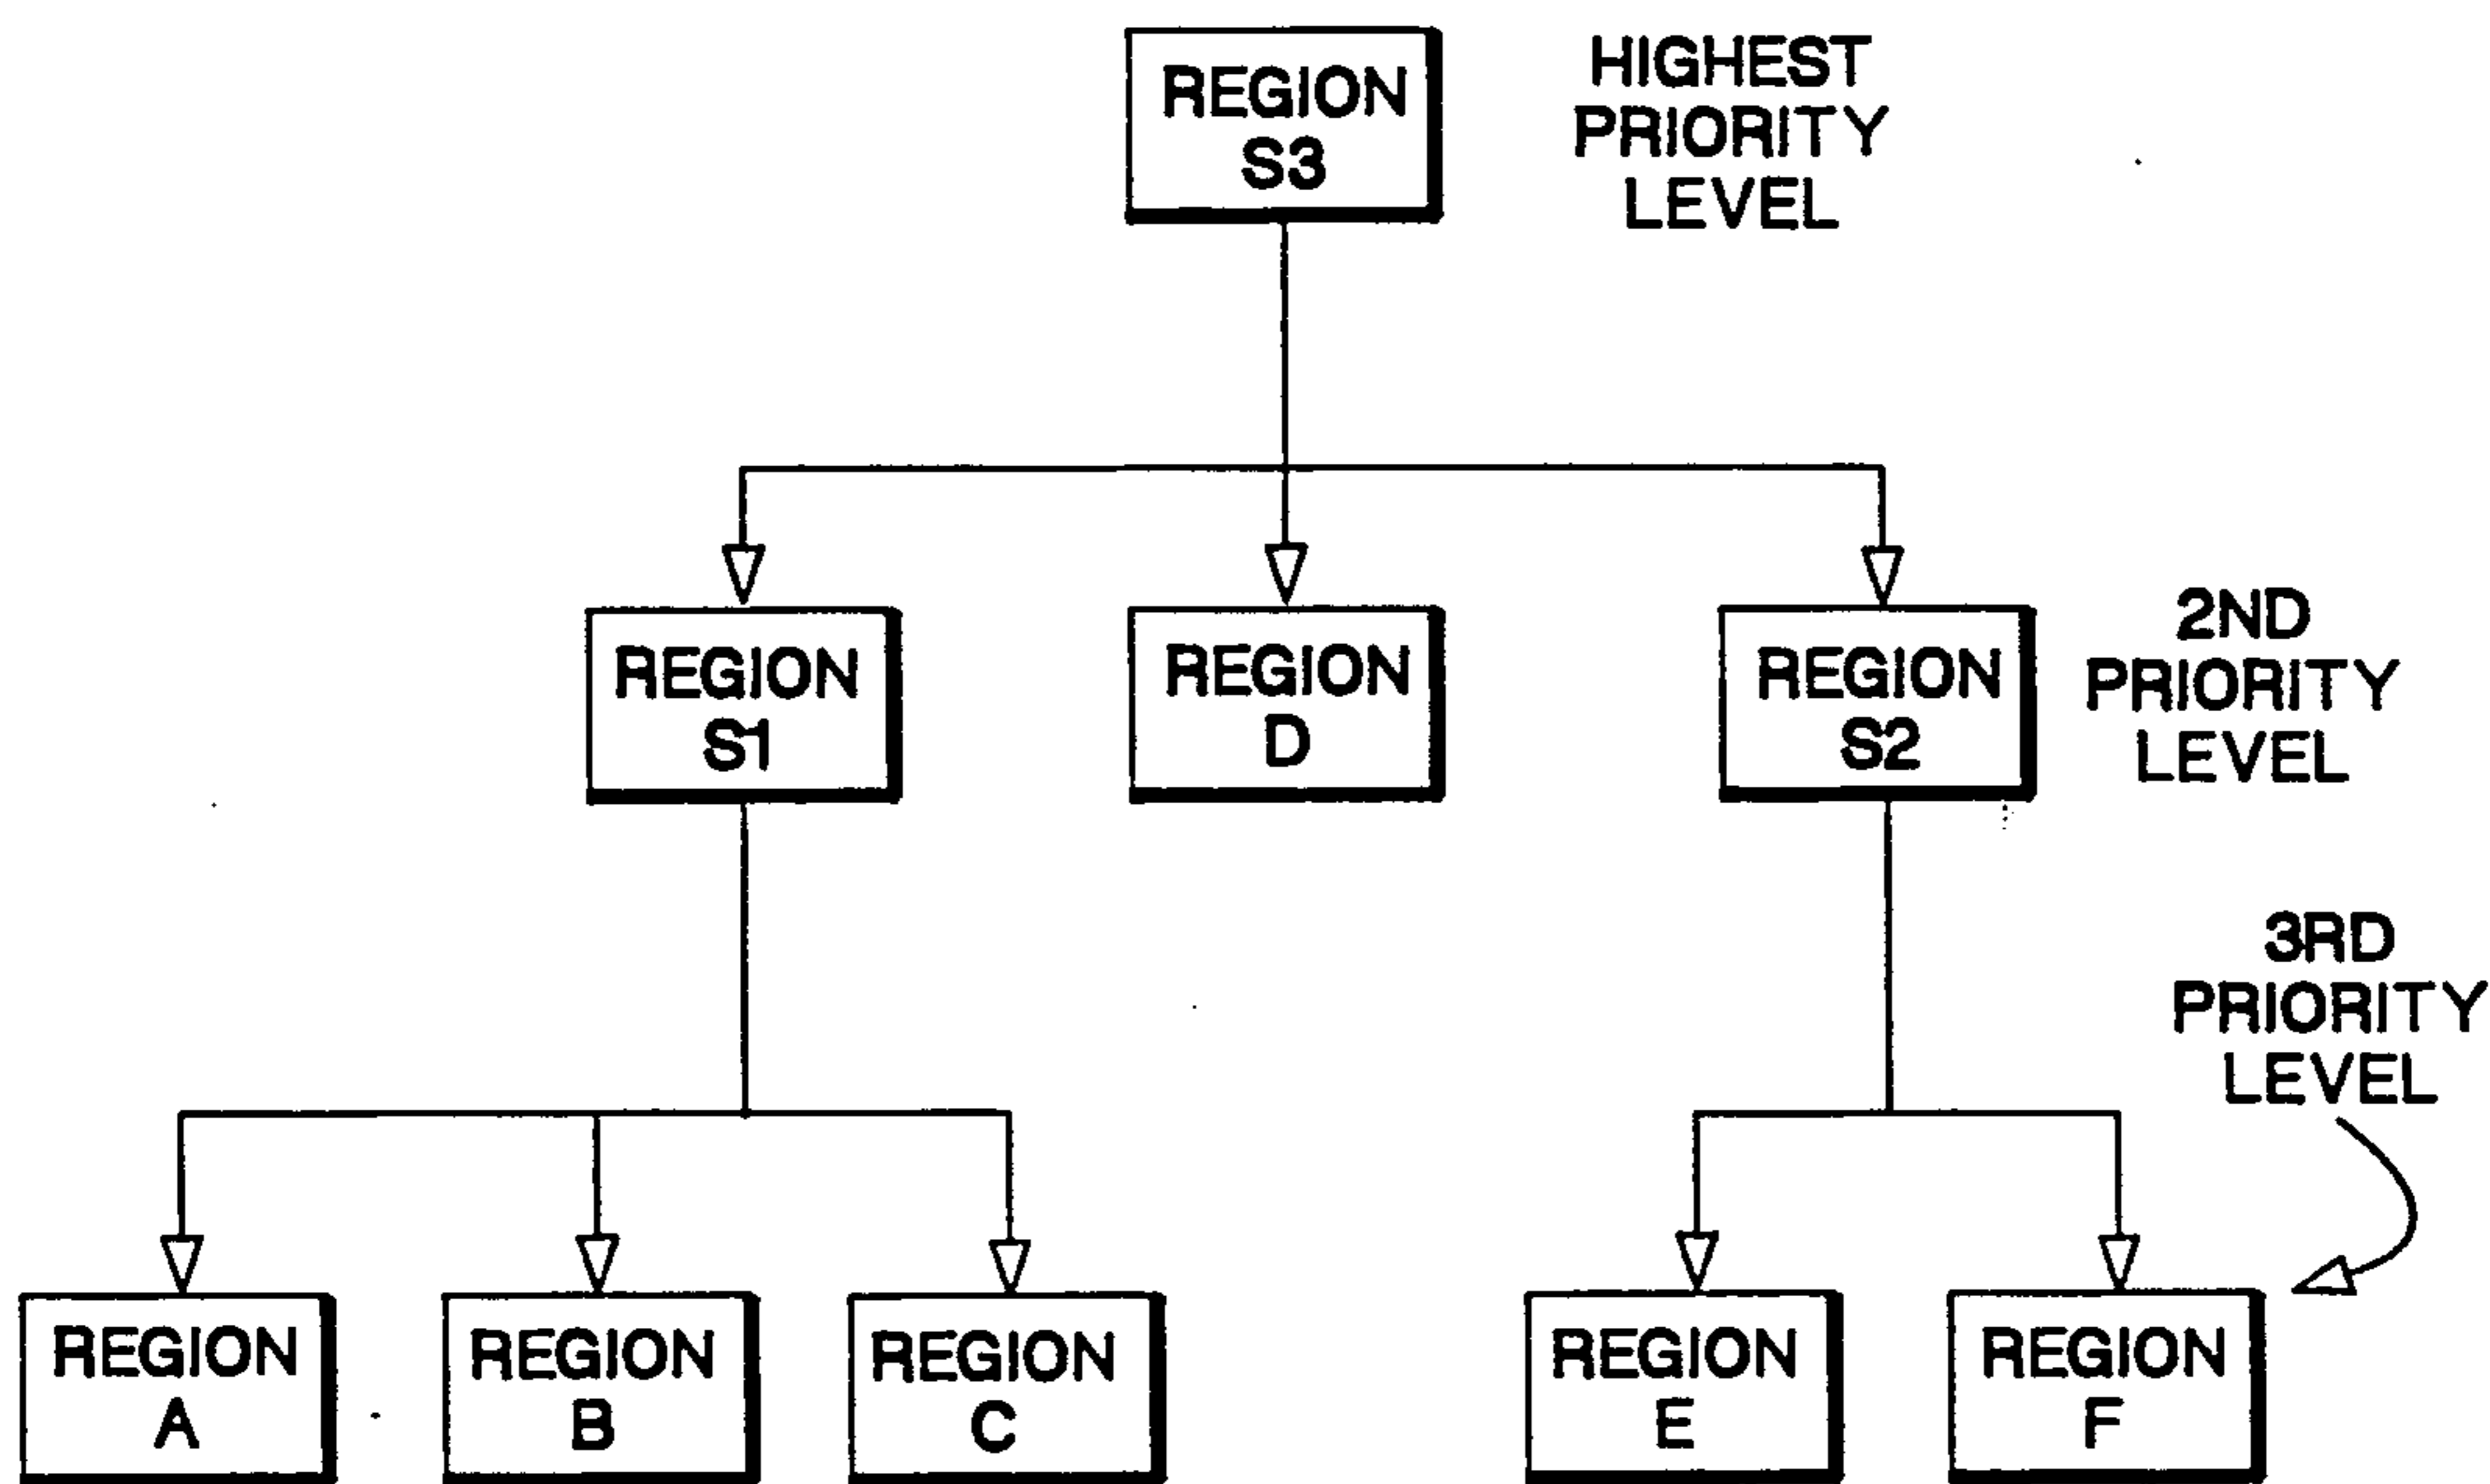 REGION
S3
HIGHEST
PRIORITY
LEVEL
REGION
S1
REGION
D
REGION
S2
2ND
PRIORITY
LEVEL
3RD
PRIORITY
LEVEL
REGION
A
REGION
B
REGION
C
REGION
E
REGION
F